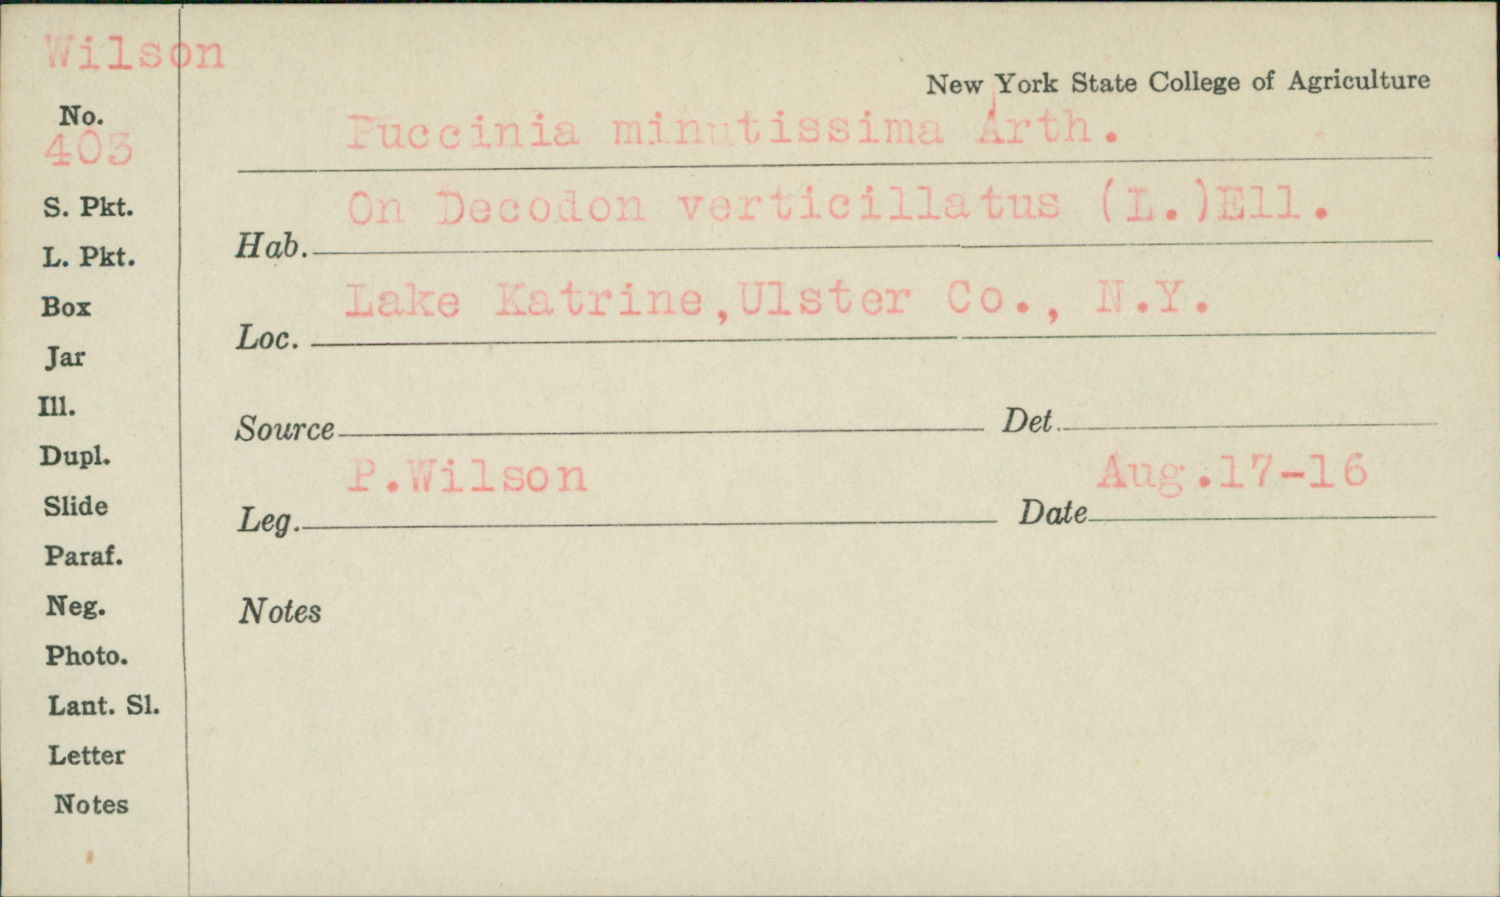 Wilson
New York State College of Agriculture
No.
403
Puccinia minutissima Arth.
S. Pkt.
On Decodon verticillatus (L.)Ell.
Hab.
L. Pkt.
Box
Lake Katrine,Ulster Co., N.Y.
Loc.
Jar
Ill.
Source
Det.
Dupl.
P.Wilson
Aug.17-16
Slide
Leg.
Date
Paraf.
Neg.
Notes
Photo.
Lant. Sl.
Letter
Notes